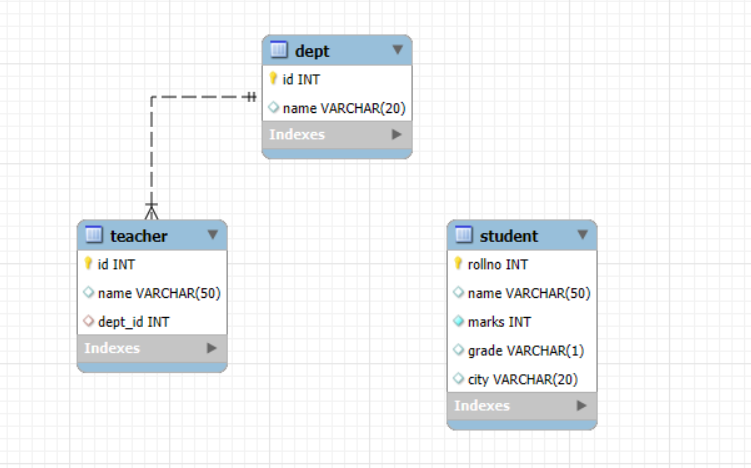 dept
id INT
name VARCHAR(20)
Indexes
teacher
id INT
name VARCHAR(50)
dept_id INT
Indexes
student
rollno INT
name VARCHAR(50)
marks INT
grade VARCHAR(1)
city VARCHAR(20)
Indexes